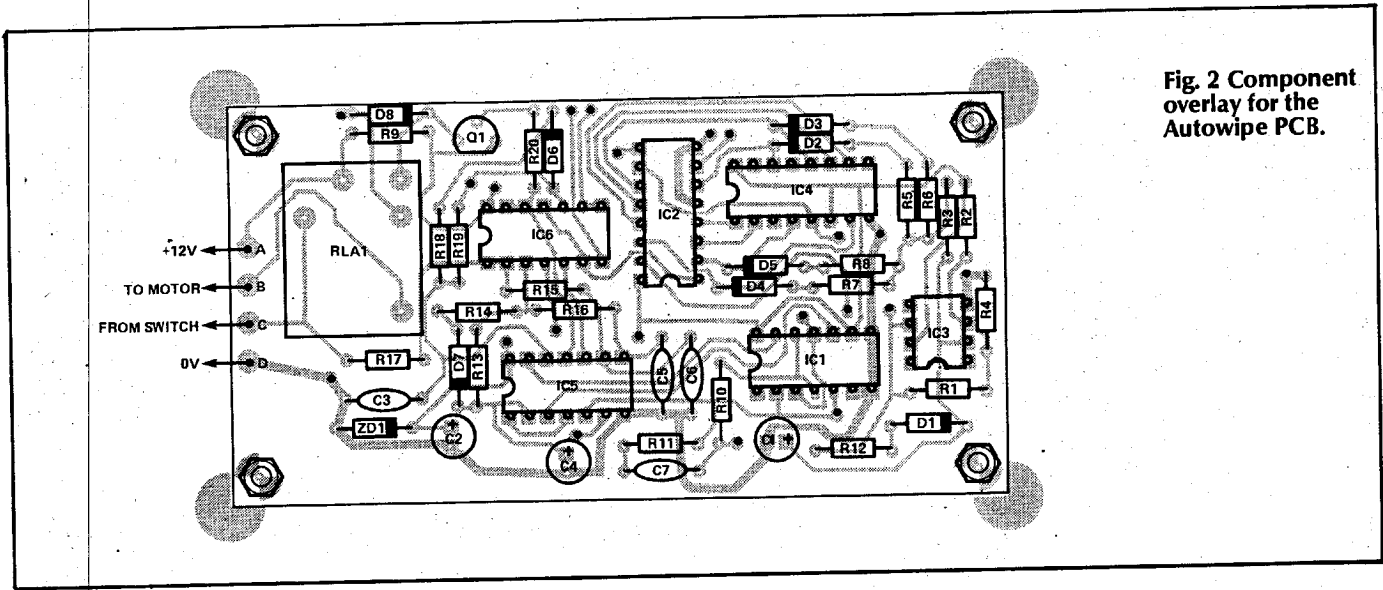 Fig. 2 Component
overlay for the
Autowipe PCB.
D8
R9
Q1
R20
D6
D3
D2
IC2
IC4
R5
R6
R3
R2
+12V
A
RLA1
R18
R19
IC6
TO MOTOR
B
D5
R8
D4
R7
R15
R14
R16
R4
FROM SWITCH
C
IC3
0V
D
R17
D7
R13
IC5
C5
C6
IC1
R10
R1
C3
ZD1
+
C2
+
C4
R11
C7
C1 +
R12
D1